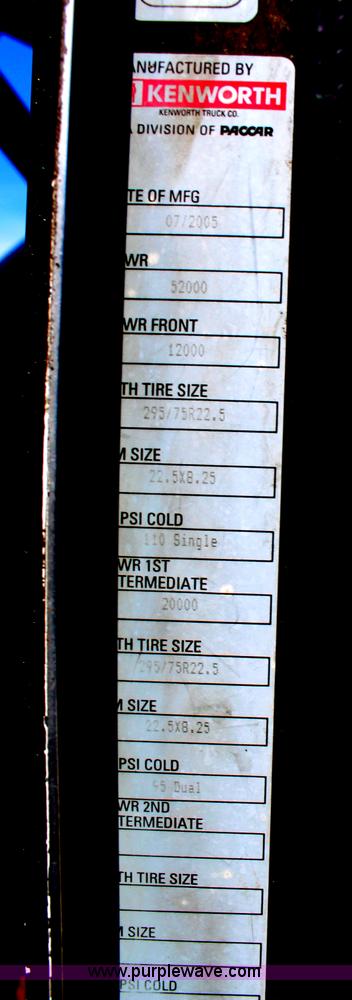 ANUFACTURED BY
KENWORTH
KENWORTH TRUCK CO.
A DIVISION OF PACCAR
TE OF MFG
07/2005
WR
52000
WR FRONT
12000
TH TIRE SIZE
295/75R22.5
M SIZE
22.5X8.25
PSI COLD
110 Single
WR 1ST
TERMEDIATE
20000
TH TIRE SIZE
295/75R22.5
M SIZE
22.5X8.25
PSI COLD
95 Dual
WR 2ND
TERMEDIATE
TH TIRE SIZE
M SIZE
www.purplewave.com
PSI COLD